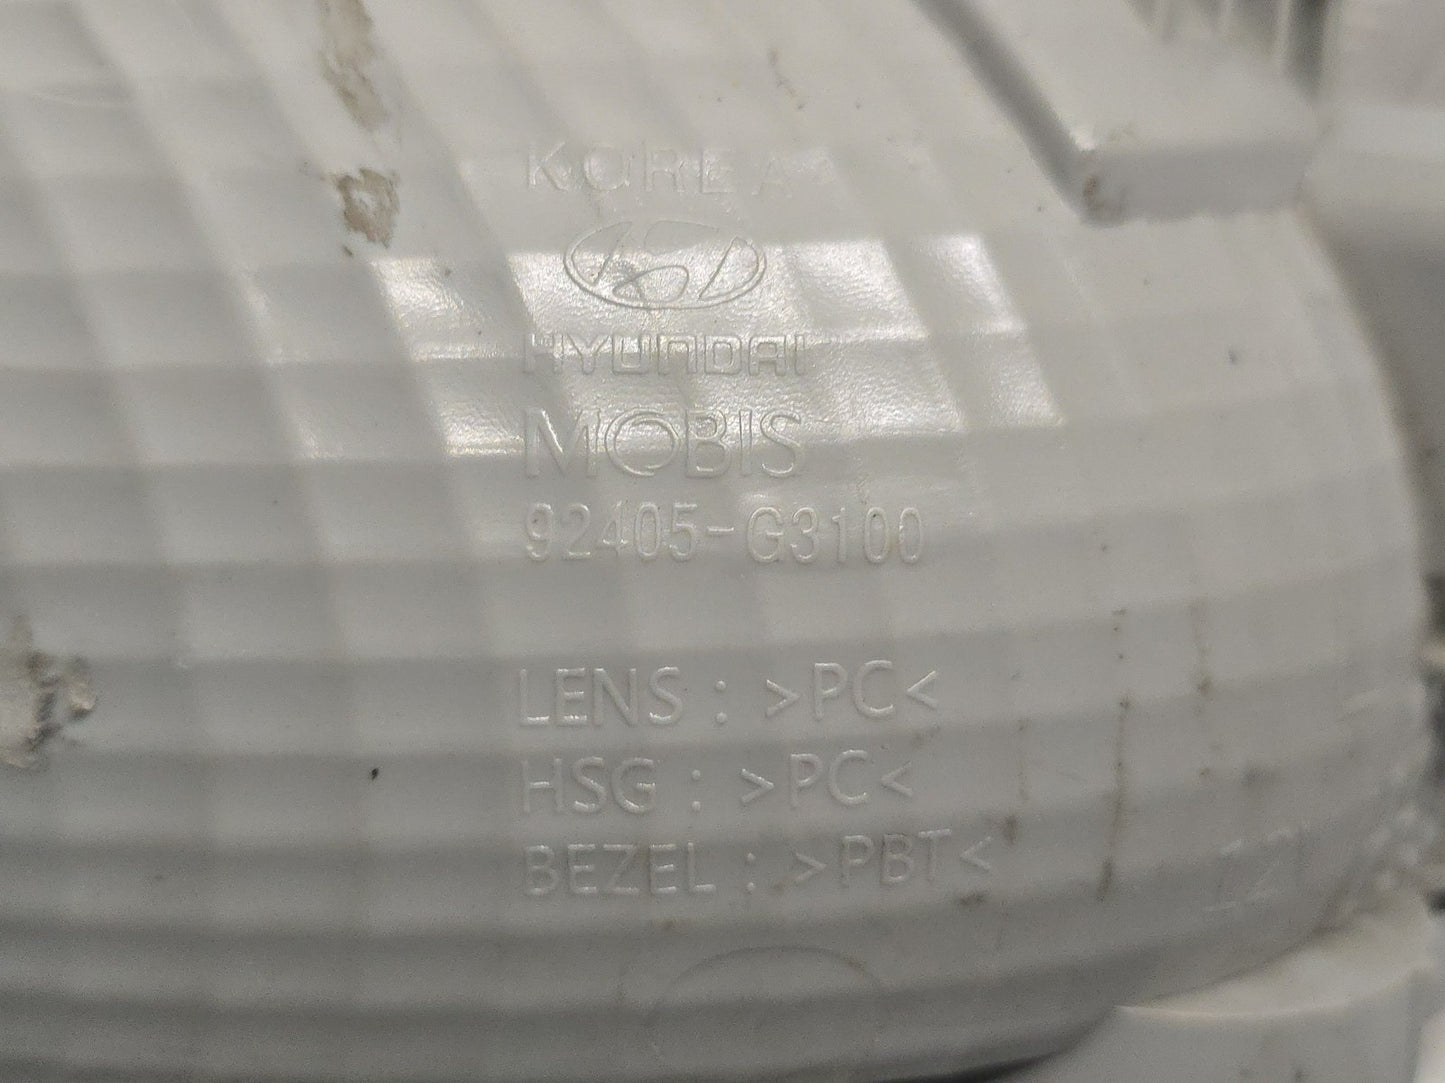 KOREA
HYUNDAI
MOBIS
92405-G3100
LENS : >PC<
HSG : >PC<
BEZEL : >PBT<